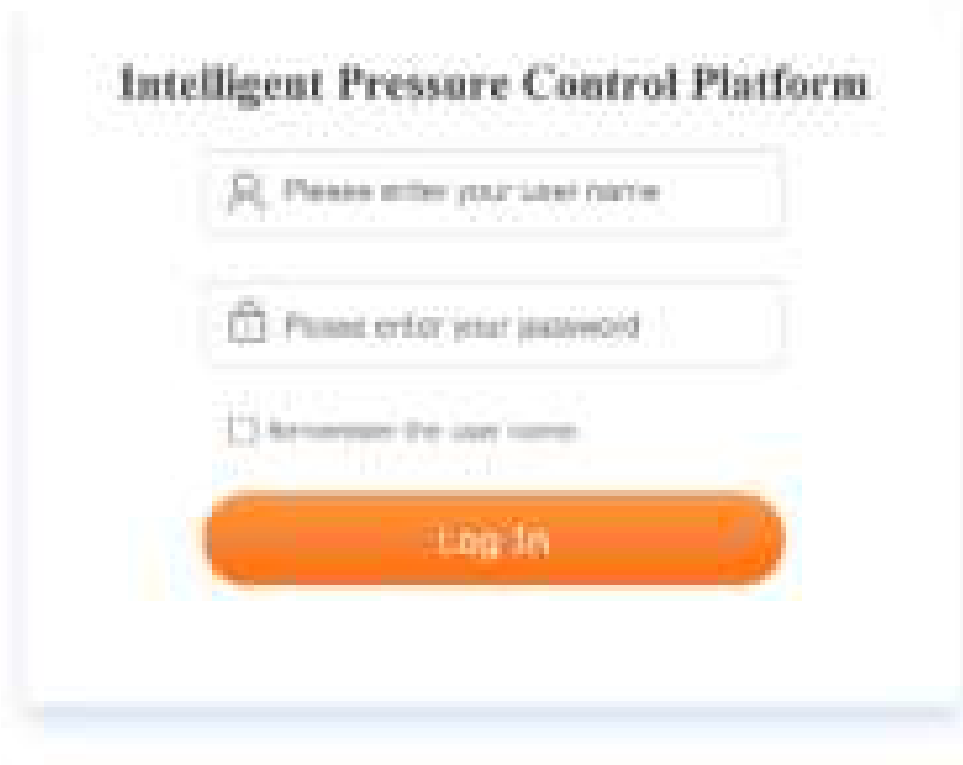 Intelligent Pressure Control Platform
Please enter your user name
Please enter your password
Remember the user name
Log In